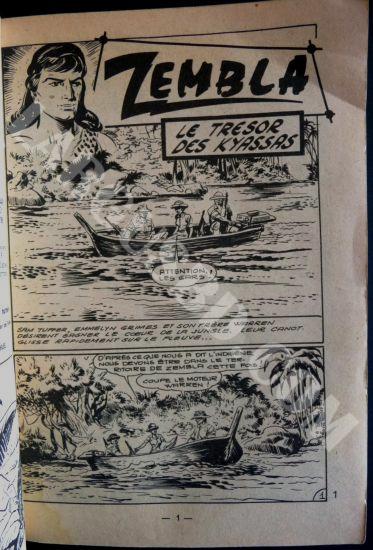 ZEMBLA
LE TRESOR
DES KYASSAS
ATTENTION,
LES GARS
SAM TUPPER, EMMELYN GRIMES ET SON FRÈRE WARREN
DÉSIRENT GAGNER LE CŒUR DE LA JUNGLE. LEUR CANOT
GLISSE RAPIDEMENT SUR LE FLEUVE...
D'APRÈS CE QUE NOUS A DIT L'INDIGÈNE
NOUS DEVONS ÊTRE DANS LE TER-
RITOIRE DE ZEMBLA CETTE FOIS.
COUPE LE MOTEUR
WARREN!
1
1
— 1 —